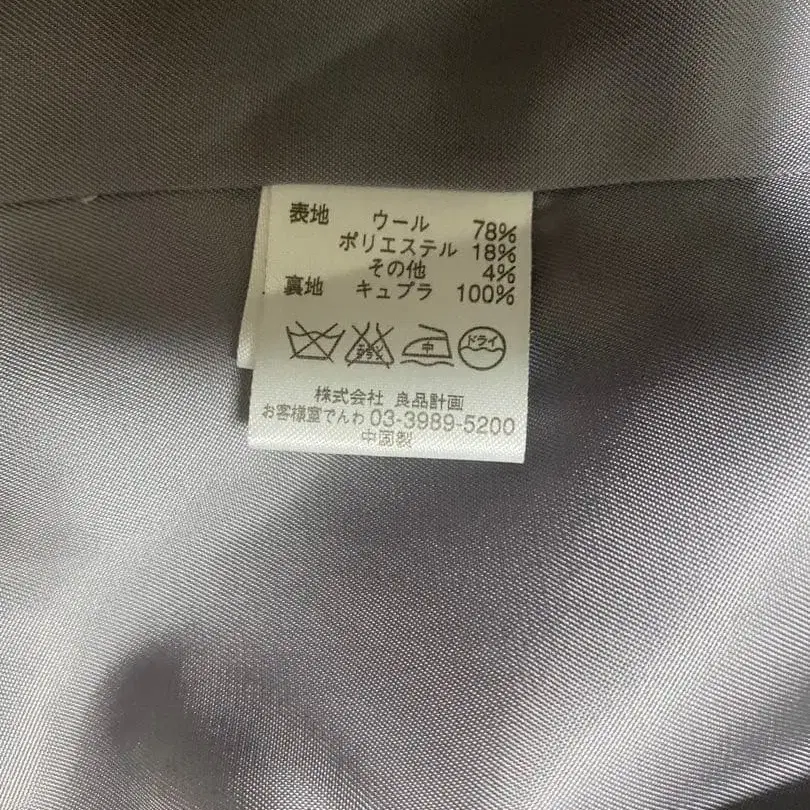 表地 ウール 78%
ポリエステル 18%
その他 4%
裏地 キュプラ 100%
中 ドライ
株式会社 良品計画
お客様室でんわ 03-3989-5200
中国製